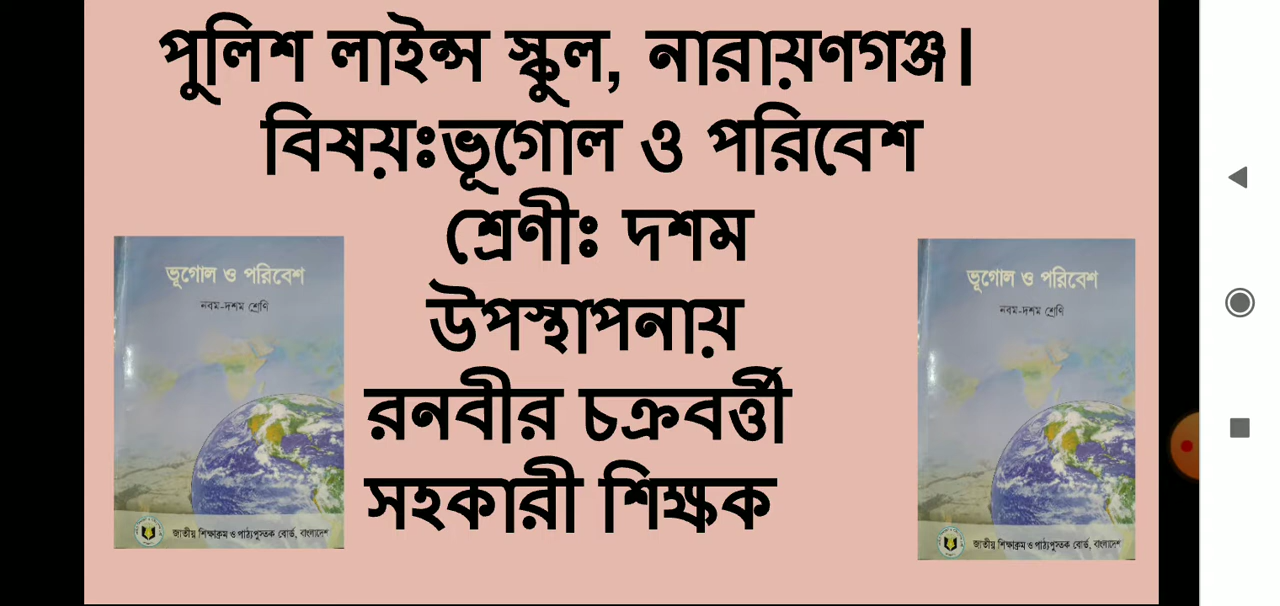 পুলিশ লাইন্স স্কুল, নারায়ণগঞ্জ।
বিষয়ঃভূগোল ও পরিবেশ
শ্রেণীঃ দশম
উপস্থাপনায়
রনবীর চক্রবর্ত্তী
সহকারী শিক্ষক
ভূগোল ও পরিবেশ
নবম-দশম শ্রেণি
জাতীয় শিক্ষাক্রম ও পাঠ্যপুস্তক বোর্ড, বাংলাদেশ
ভূগোল ও পরিবেশ
নবম-দশম শ্রেণি
জাতীয় শিক্ষাক্রম ও পাঠ্যপুস্তক বোর্ড, বাংলাদেশ